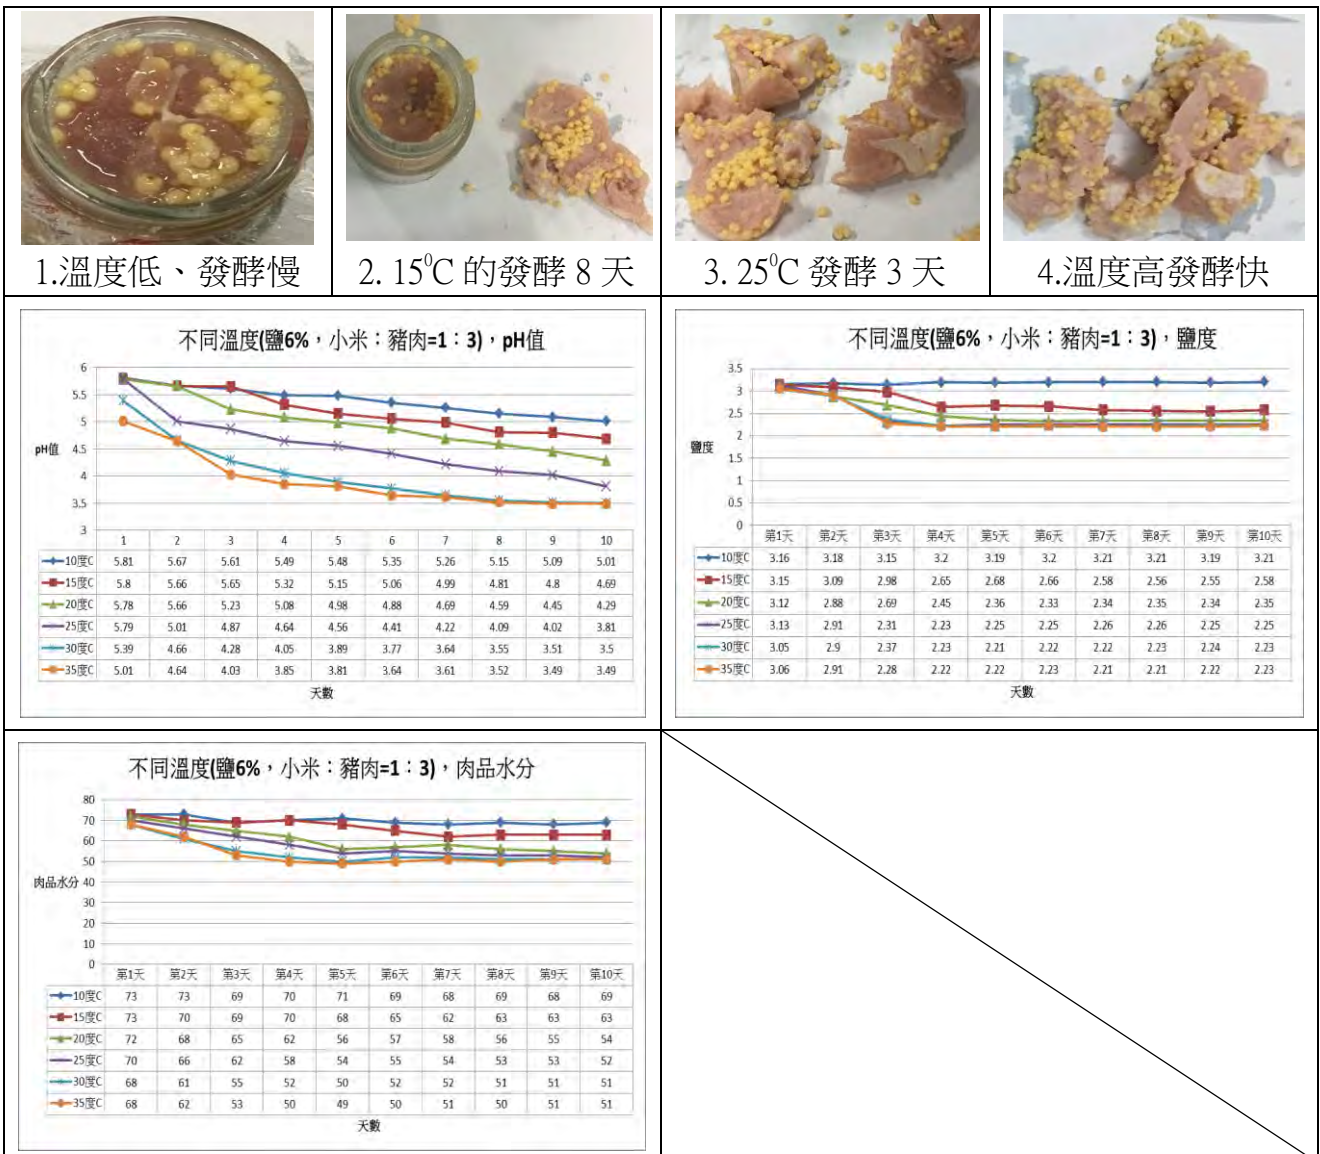 1.溫度低、發酵慢
2. 15⁰C 的發酵 8 天
3. 25⁰C 發酵 3 天
4.溫度高發酵快
不同溫度(鹽6%，小米：豬肉=1：3)，pH值
6
5.5
5
4.5
4
3.5
3
pH值
1 2 3 4 5 6 7 8 9 10
10度C 5.81 5.67 5.61 5.49 5.48 5.35 5.26 5.15 5.09 5.01
15度C 5.8 5.66 5.65 5.32 5.15 5.06 4.99 4.81 4.8 4.69
20度C 5.78 5.66 5.23 5.08 4.98 4.88 4.69 4.59 4.45 4.29
25度C 5.79 5.01 4.87 4.64 4.56 4.41 4.22 4.09 4.02 3.81
30度C 5.39 4.66 4.28 4.05 3.89 3.77 3.64 3.55 3.51 3.5
35度C 5.01 4.64 4.03 3.85 3.81 3.64 3.61 3.52 3.49 3.49
天數
不同溫度(鹽6%，小米：豬肉=1：3)，鹽度
3.5
3
2.5
2
1.5
1
0.5
0
鹽度
第1天 第2天 第3天 第4天 第5天 第6天 第7天 第8天 第9天 第10天
10度C 3.16 3.18 3.15 3.2 3.19 3.2 3.21 3.21 3.19 3.21
15度C 3.15 3.09 2.98 2.65 2.68 2.66 2.58 2.56 2.55 2.58
20度C 3.12 2.88 2.69 2.45 2.36 2.33 2.34 2.35 2.34 2.35
25度C 3.13 2.91 2.31 2.23 2.25 2.25 2.26 2.26 2.25 2.25
30度C 3.05 2.9 2.37 2.23 2.21 2.22 2.22 2.23 2.24 2.23
35度C 3.06 2.91 2.28 2.22 2.22 2.23 2.21 2.21 2.22 2.23
天數
不同溫度(鹽6%，小米：豬肉=1：3)，肉品水分
80
70
60
50
40
30
20
10
0
肉品水分
第1天 第2天 第3天 第4天 第5天 第6天 第7天 第8天 第9天 第10天
10度C 73 73 69 70 71 69 68 69 68 69
15度C 73 70 69 70 68 65 62 63 63 63
20度C 72 68 65 62 56 57 58 56 55 54
25度C 70 66 62 58 54 55 54 53 53 52
30度C 68 61 55 52 50 52 52 51 51 51
35度C 68 62 53 50 49 50 51 50 51 51
天數